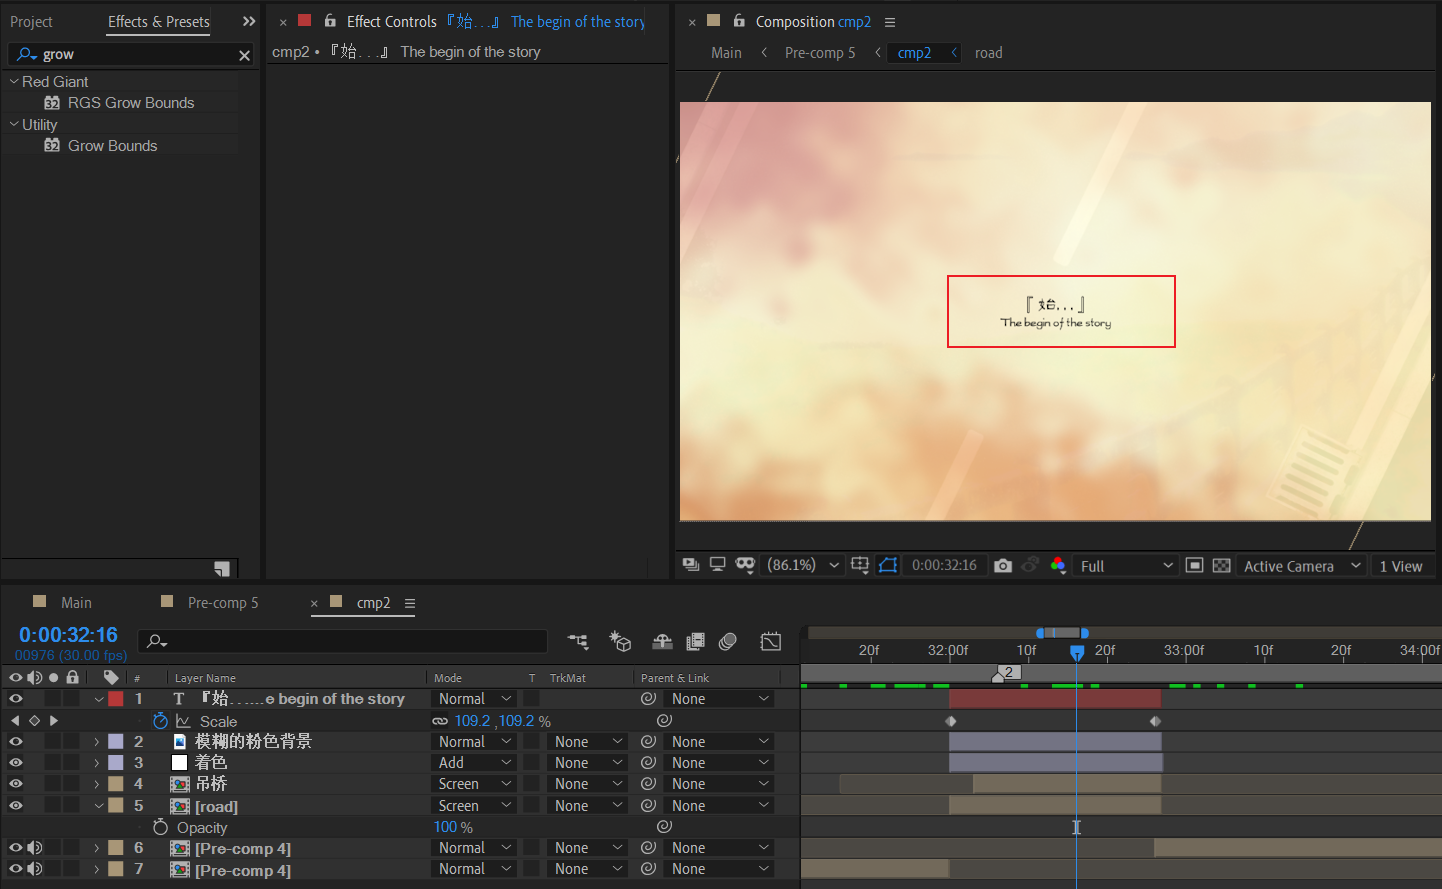 Project
Effects & Presets
grow
Red Giant
RGS Grow Bounds
Utility
Grow Bounds
Effect Controls 『始...』 The begin of the story
cmp2 • 『始...』 The begin of the story
Composition cmp2
Main
Pre-comp 5
cmp2
road
『始...』
The begin of the story
(86.1%)
0:00:32:16
Full
Active Camera
1 View
Main
Pre-comp 5
cmp2
0:00:32:16
00976 (30.00 fps)
20f 32:00f 10f 20f 33:00f 10f 20f 34:00f
2
# Layer Name Mode T TrkMat Parent & Link
1 T 『始.......e begin of the story Normal None
Scale 109.2 ,109.2 %
2 模糊的粉色背景 Normal None None
3 着色 Add None None
4 吊桥 Screen None None
5 [road] Screen None None
Opacity 100 %
6 [Pre-comp 4] Normal None None
7 [Pre-comp 4] Normal None None